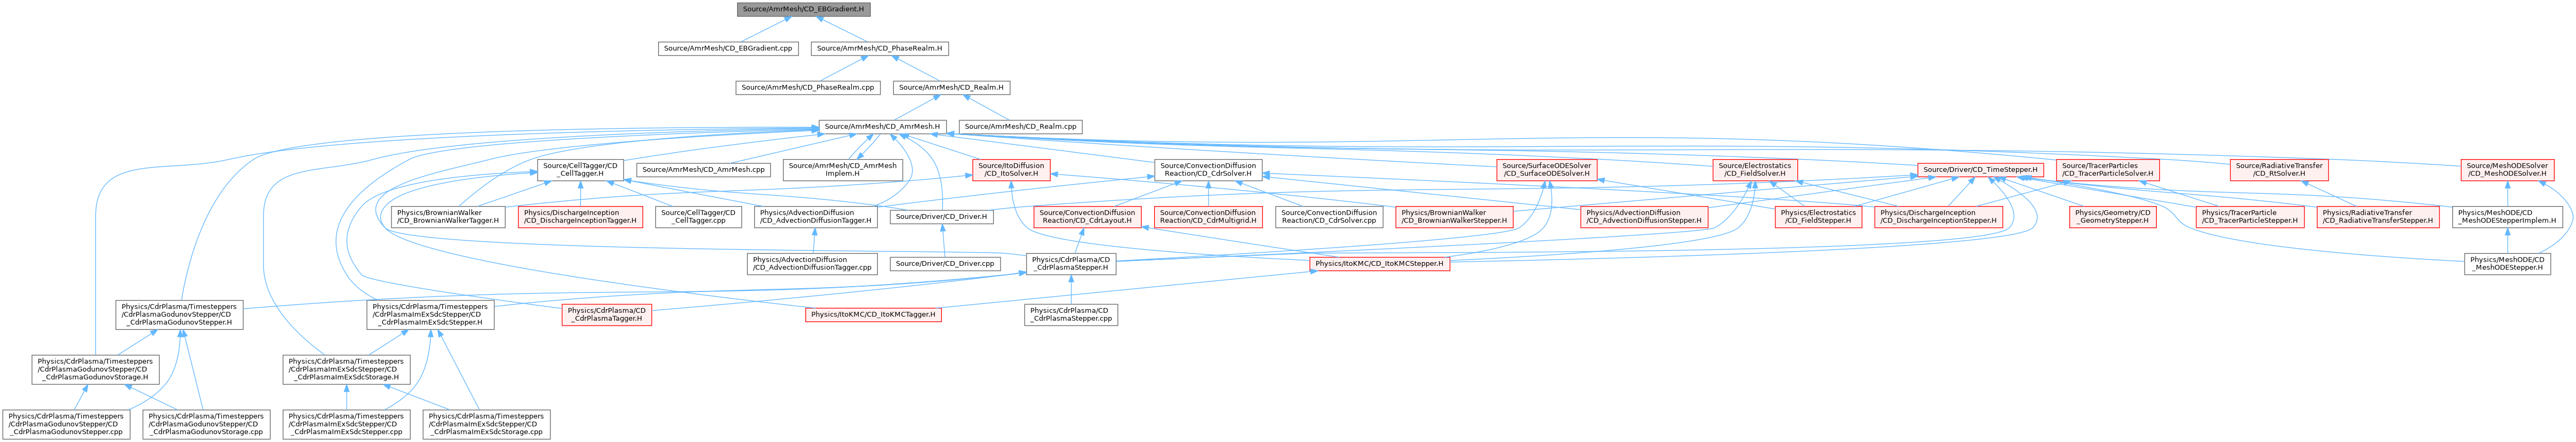 Source/AmrMesh/CD_EBGradient.H
Source/AmrMesh/CD_EBGradient.cpp
Source/AmrMesh/CD_PhaseRealm.H
Source/AmrMesh/CD_PhaseRealm.cpp
Source/AmrMesh/CD_Realm.H
Source/AmrMesh/CD_AmrMesh.H
Source/AmrMesh/CD_Realm.cpp
Source/CellTagger/CD
_CellTagger.H
Source/AmrMesh/CD_AmrMesh.cpp
Source/AmrMesh/CD_AmrMesh
Implem.H
Source/ItoDiffusion
/CD_ItoSolver.H
Source/ConvectionDiffusion
Reaction/CD_CdrSolver.H
Source/SurfaceODESolver
/CD_SurfaceODESolver.H
Source/Electrostatics
/CD_FieldSolver.H
Source/Driver/CD_TimeStepper.H
Source/TracerParticles
/CD_TracerParticleSolver.H
Source/RadiativeTransfer
/CD_RtSolver.H
Source/MeshODESolver
/CD_MeshODESolver.H
Physics/BrownianWalker
/CD_BrownianWalkerTagger.H
Physics/DischargeInception
/CD_DischargeInceptionTagger.H
Source/CellTagger/CD
_CellTagger.cpp
Physics/AdvectionDiffusion
/CD_AdvectionDiffusionTagger.H
Source/Driver/CD_Driver.H
Source/ConvectionDiffusion
Reaction/CD_CdrLayout.H
Source/ConvectionDiffusion
Reaction/CD_CdrMultigrid.H
Source/ConvectionDiffusion
Reaction/CD_CdrSolver.cpp
Physics/BrownianWalker
/CD_BrownianWalkerStepper.H
Physics/AdvectionDiffusion
/CD_AdvectionDiffusionStepper.H
Physics/Electrostatics
/CD_FieldStepper.H
Physics/DischargeInception
/CD_DischargeInceptionStepper.H
Physics/Geometry/CD
_GeometryStepper.H
Physics/TracerParticle
/CD_TracerParticleStepper.H
Physics/RadiativeTransfer
/CD_RadiativeTransferStepper.H
Physics/MeshODE/CD
_MeshODEStepperImplem.H
Physics/AdvectionDiffusion
/CD_AdvectionDiffusionTagger.cpp
Source/Driver/CD_Driver.cpp
Physics/CdrPlasma/CD
_CdrPlasmaStepper.H
Physics/ItoKMC/CD_ItoKMCStepper.H
Physics/MeshODE/CD
_MeshODEStepper.H
Physics/CdrPlasma/Timesteppers
/CdrPlasmaGodunovStepper/CD
_CdrPlasmaGodunovStepper.H
Physics/CdrPlasma/Timesteppers
/CdrPlasmaImExSdcStepper/CD
_CdrPlasmaImExSdcStepper.H
Physics/CdrPlasma/CD
_CdrPlasmaTagger.H
Physics/ItoKMC/CD_ItoKMCTagger.H
Physics/CdrPlasma/CD
_CdrPlasmaStepper.cpp
Physics/CdrPlasma/Timesteppers
/CdrPlasmaGodunovStepper/CD
_CdrPlasmaGodunovStorage.H
Physics/CdrPlasma/Timesteppers
/CdrPlasmaImExSdcStepper/CD
_CdrPlasmaImExSdcStorage.H
Physics/CdrPlasma/Timesteppers
/CdrPlasmaGodunovStepper/CD
_CdrPlasmaGodunovStepper.cpp
Physics/CdrPlasma/Timesteppers
/CdrPlasmaGodunovStepper/CD
_CdrPlasmaGodunovStorage.cpp
Physics/CdrPlasma/Timesteppers
/CdrPlasmaImExSdcStepper/CD
_CdrPlasmaImExSdcStepper.cpp
Physics/CdrPlasma/Timesteppers
/CdrPlasmaImExSdcStepper/CD
_CdrPlasmaImExSdcStorage.cpp